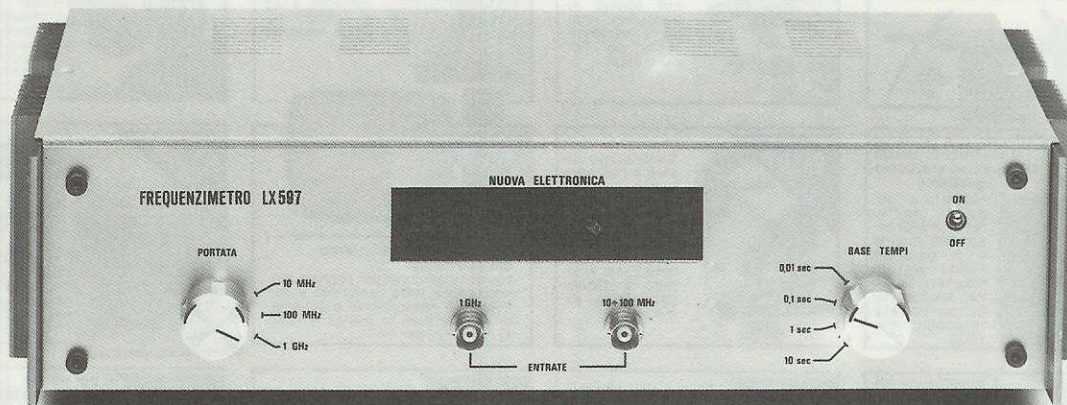 NUOVA ELETTRONICA
FREQUENZIMETRO LX597
ON
OFF
PORTATA
10 MHz
100 MHz
1 GHz
1 GHz
10÷100 MHz
ENTRATE
BASE TEMPI
0,01 sec
0,1 sec
1 sec
10 sec